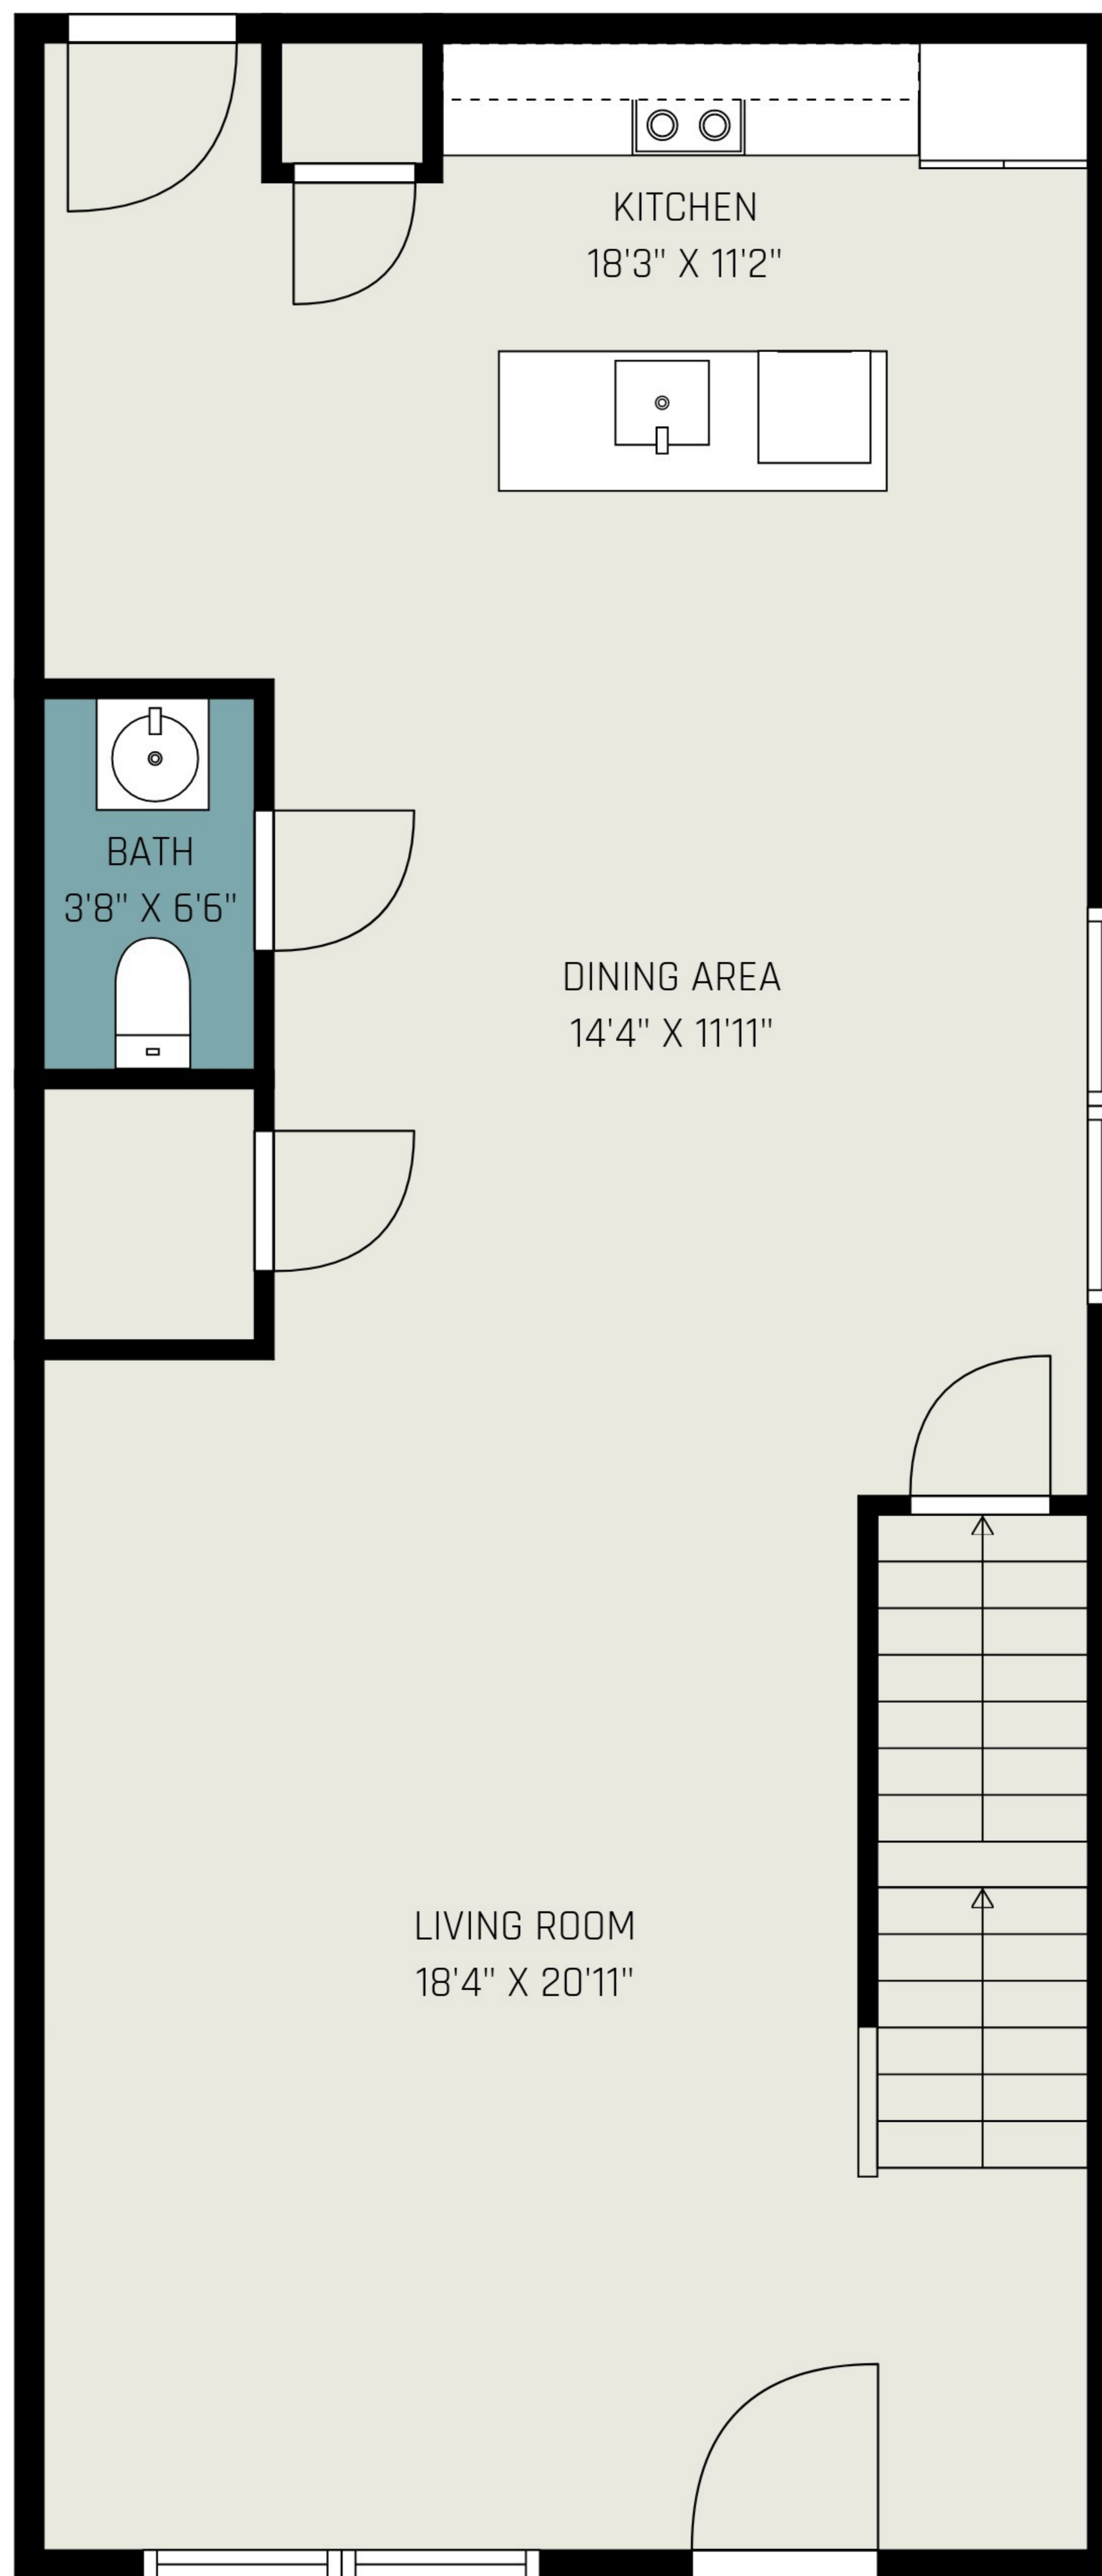 KITCHEN
18'3" X 11'2"
BATH
3'8" X 6'6"
DINING AREA
14'4" X 11'11"
LIVING ROOM
18'4" X 20'11"